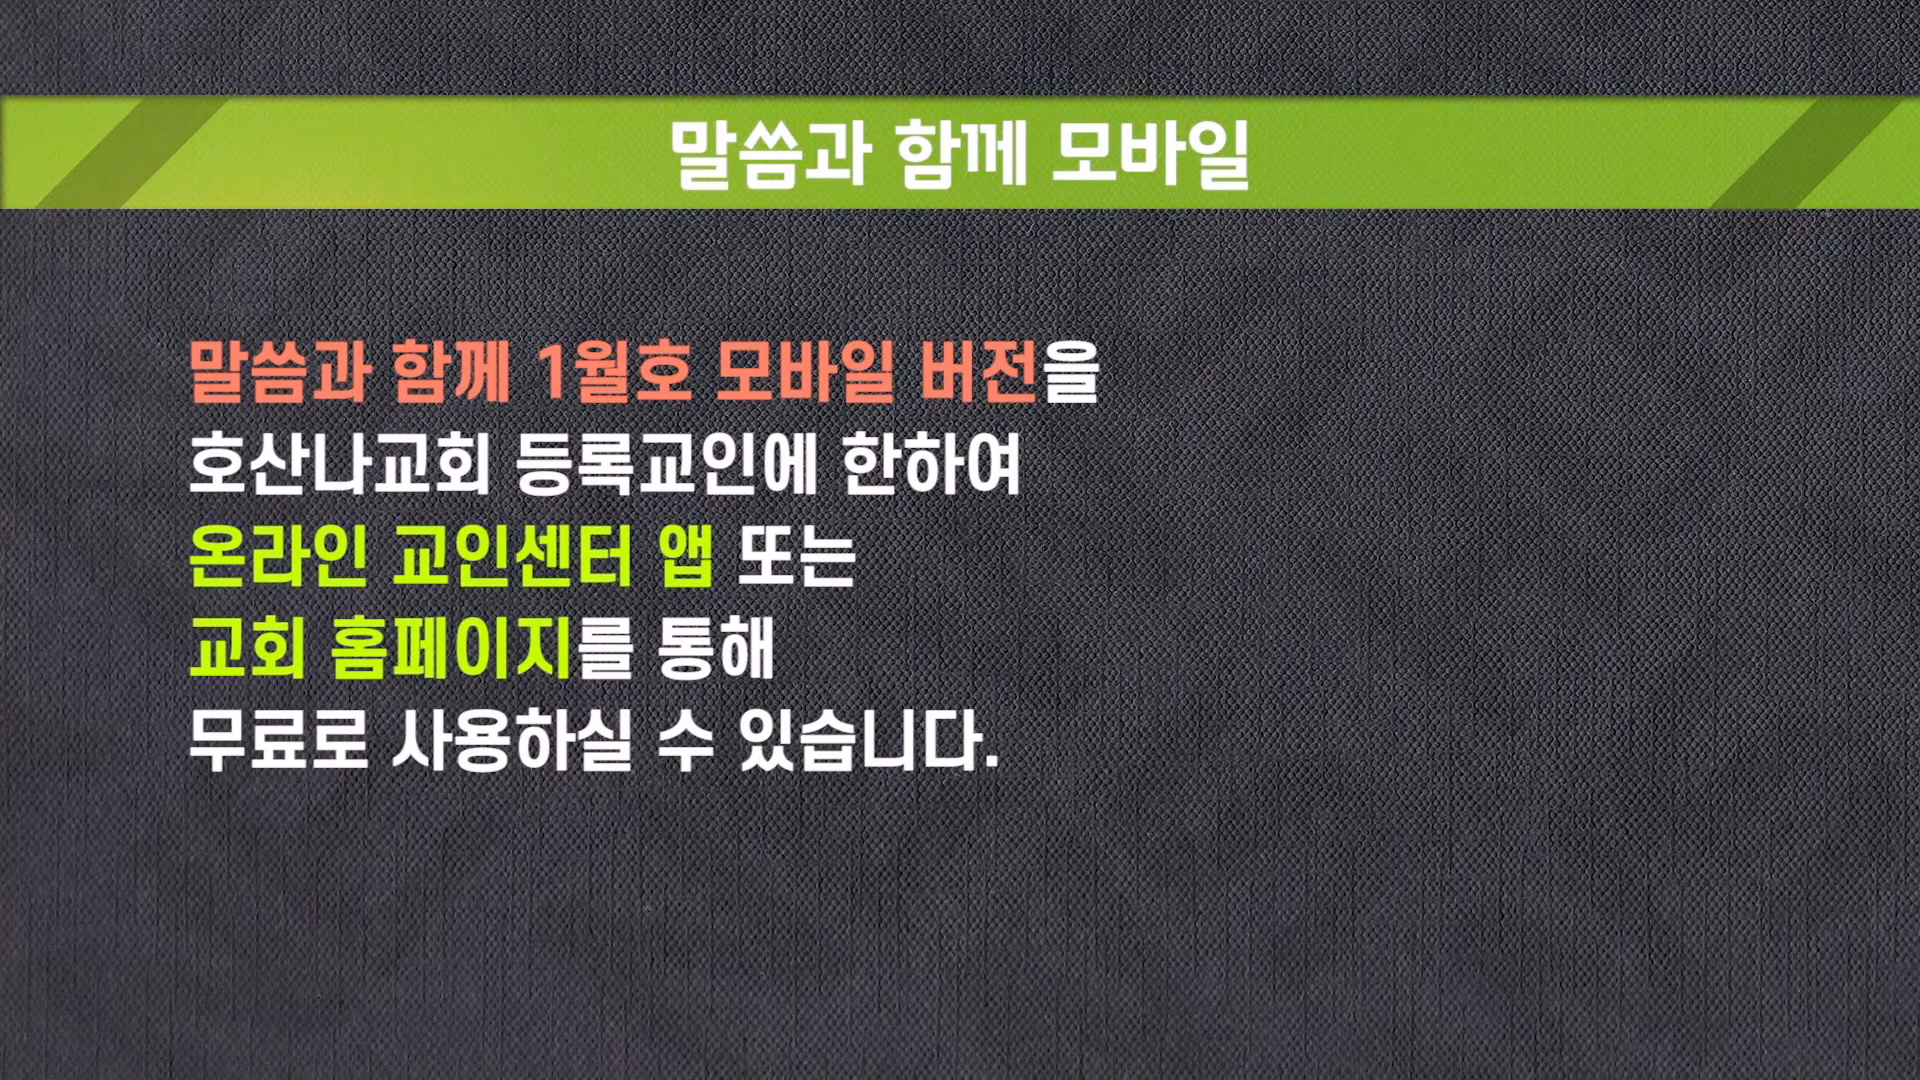 말씀과 함께 모바일
말씀과 함께 1월호 모바일 버전을
호산나교회 등록교인에 한하여
온라인 교인센터 앱 또는
교회 홈페이지를 통해
무료로 사용하실 수 있습니다.